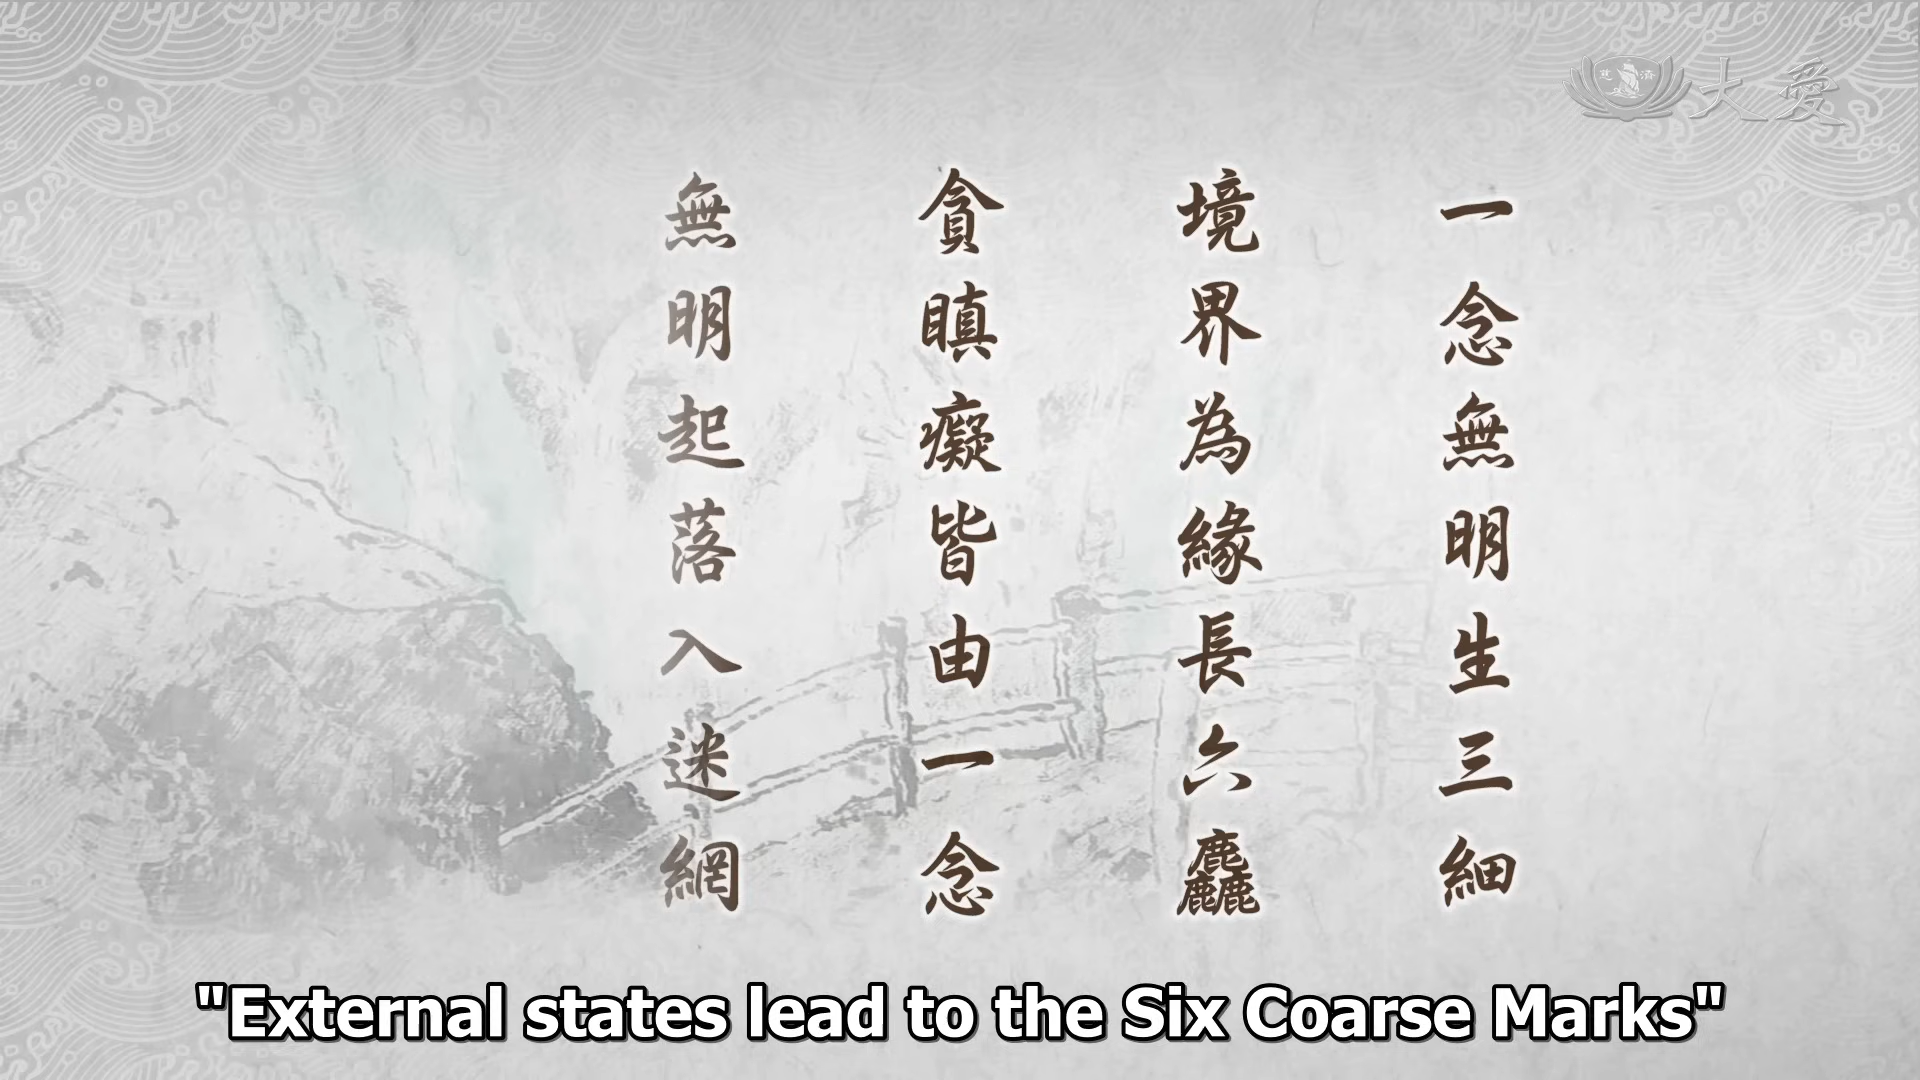 大愛
慈濟
一念無明生三細
境界為緣長六麤
貪瞋癡皆由一念
無明起落入迷網
"External states lead to the Six Coarse Marks"